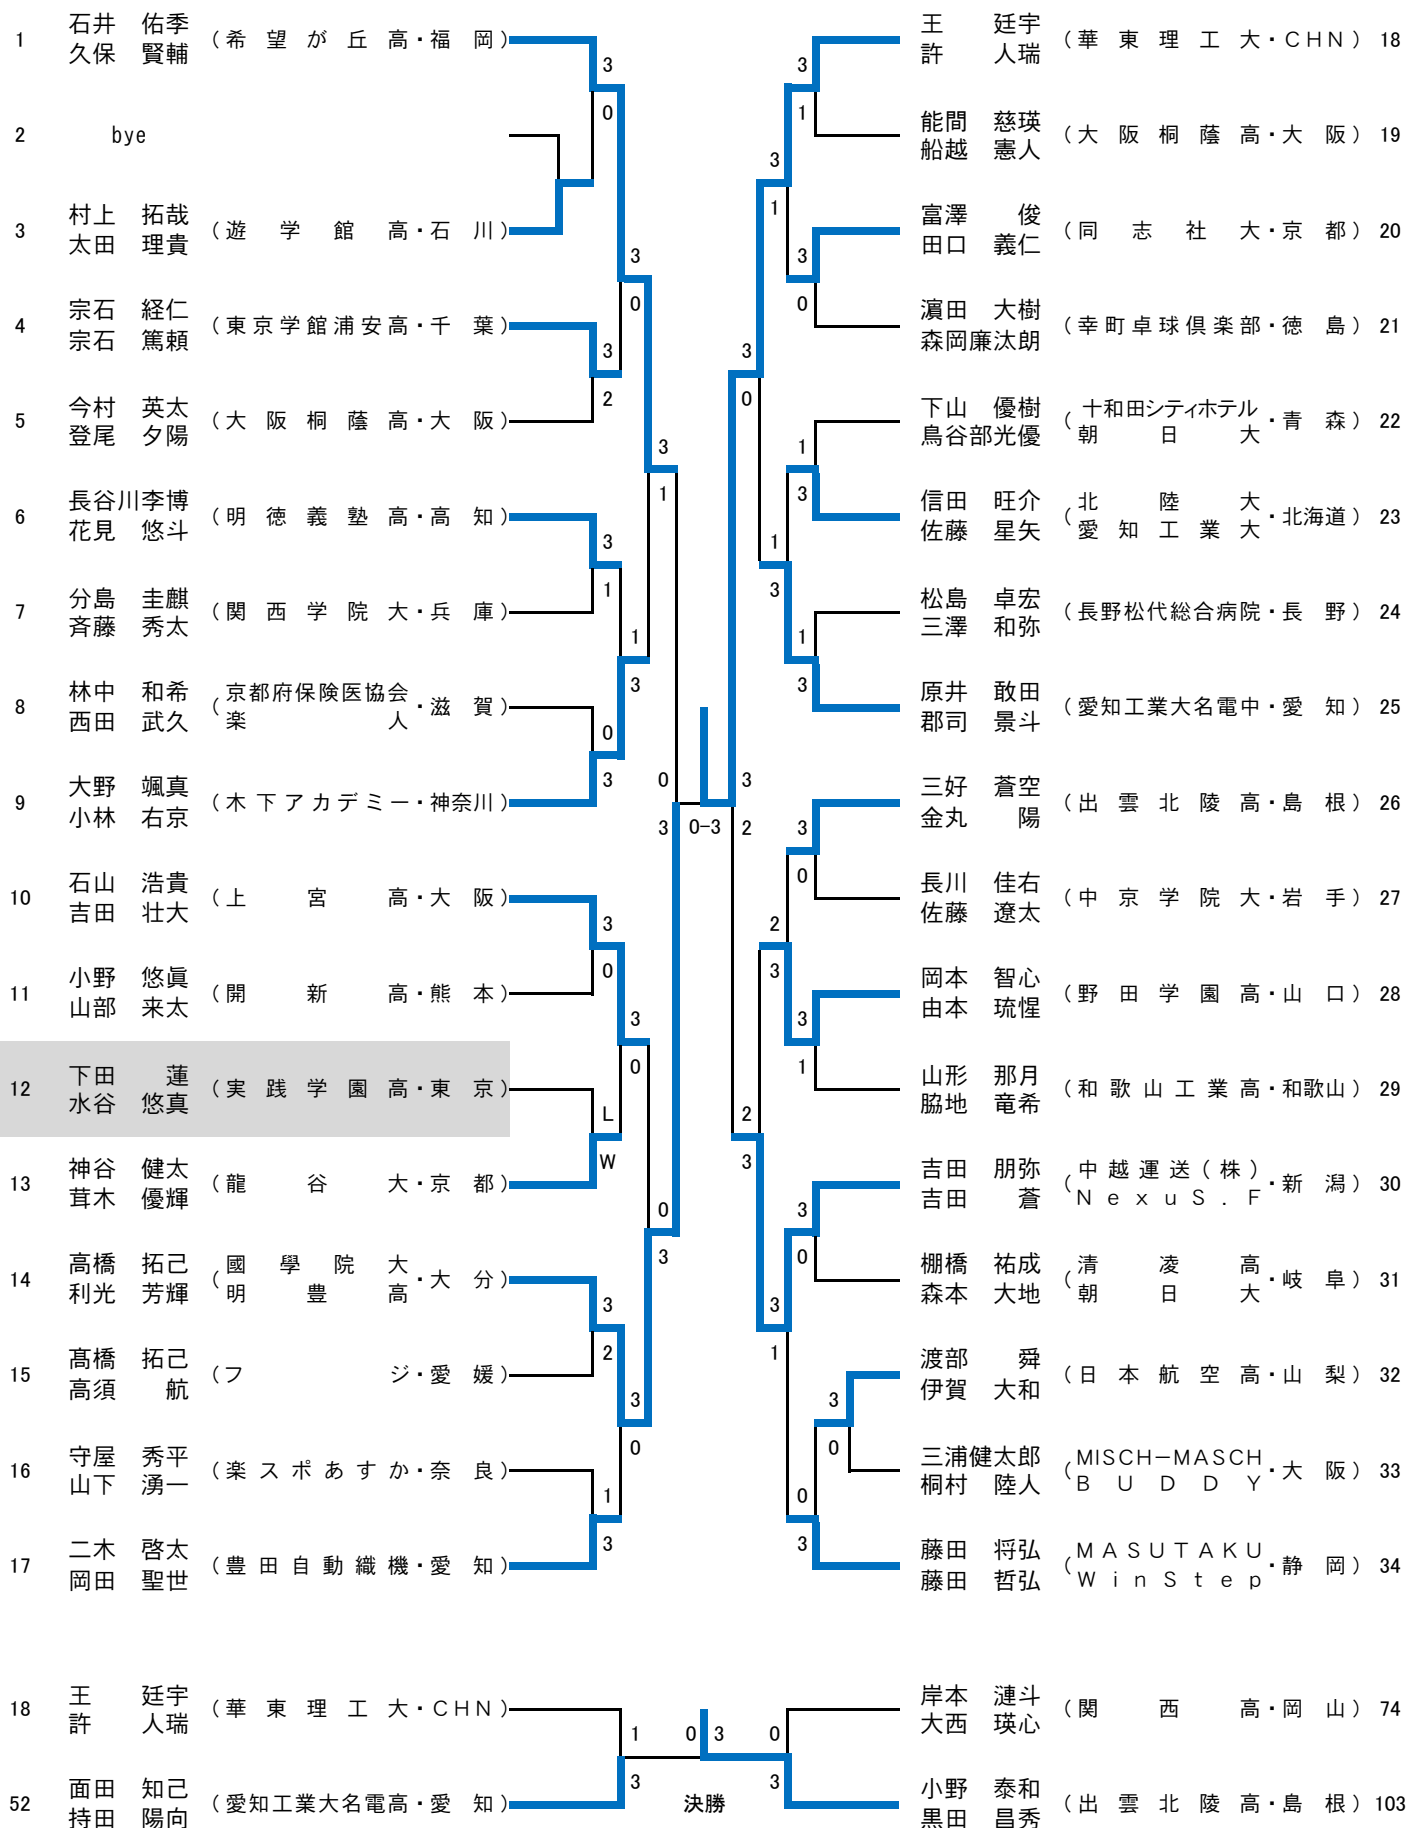 1 石井 佑季 久保 賢輔 (希望が丘高・福岡)
2 bye
3 村上 拓哉 太田 理貴 (遊学館高・石川)
4 宗石 経仁 宗石 篤頼 (東京学館浦安高・千葉)
5 今村 英太 登尾 夕陽 (大阪桐蔭高・大阪)
6 長谷川李博 花見 悠斗 (明徳義塾高・高知)
7 分島 圭麒 斉藤 秀太 (関西学院大・兵庫)
8 林中 和希 西田 武久 (京都府保険医協会 楽人・滋賀)
9 大野 颯真 小林 右京 (木下アカデミー・神奈川)
10 石山 浩貴 吉田 壮大 (上宮高・大阪)
11 小野 悠眞 山部 来太 (開新高・熊本)
12 下田 蓮 水谷 悠真 (実践学園高・東京)
13 神谷 健太 茸木 優輝 (龍谷大・京都)
14 高橋 拓己 利光 芳輝 (國學院大 明豊高・大分)
15 髙橋 拓己 高須 航 (フジ・愛媛)
16 守屋 秀平 山下 湧一 (楽スポあすか・奈良)
17 二木 啓太 岡田 聖世 (豊田自動織機・愛知)
3
0
3
0
3
2
3
1
3
1
1
3
0
3
0
3
3
0
3
0
L
W
0
3
3
2
3
0
1
3
0-3
王 廷宇 許 人瑞 (華東理工大・CHN) 18
能間 慈瑛 船越 憲人 (大阪桐蔭高・大阪) 19
富澤 俊 田口 義仁 (同志社大・京都) 20
濵田 大樹 森岡廉汰朗 (幸町卓球倶楽部・徳島) 21
下山 優樹 鳥谷部光優 (十和田シティホテル 朝日大・青森) 22
信田 旺介 佐藤 星矢 (北陸大 愛知工業大・北海道) 23
松島 卓宏 三澤 和弥 (長野松代総合病院・長野) 24
原井 敢田 郡司 景斗 (愛知工業大名電中・愛知) 25
三好 蒼空 金丸 陽 (出雲北陵高・島根) 26
長川 佳右 佐藤 遼太 (中京学院大・岩手) 27
岡本 智心 由本 琉惺 (野田学園高・山口) 28
山形 那月 脇地 竜希 (和歌山工業高・和歌山) 29
吉田 朋弥 吉田 蒼 (中越運送(株) NexuS.F・新潟) 30
棚橋 祐成 森本 大地 (清凌高 朝日大・岐阜) 31
渡部 舜 伊賀 大和 (日本航空高・山梨) 32
三浦健太郎 桐村 陸人 (MISCH-MASCH BUDDY・大阪) 33
藤田 将弘 藤田 哲弘 (MASUTAKU WinStep・静岡) 34
3
1
3
1
3
0
3
0
1
3
1
3
1
3
3
2
3
0
2
3
3
1
2
3
3
0
3
1
3
0
0
3
18 王 廷宇 許 人瑞 (華東理工大・CHN)
52 面田 知己 持田 陽向 (愛知工業大名電高・愛知)
1
3
0 3
決勝
0
3
岸本 漣斗 大西 瑛心 (関西高・岡山) 74
小野 泰和 黒田 昌秀 (出雲北陵高・島根) 103